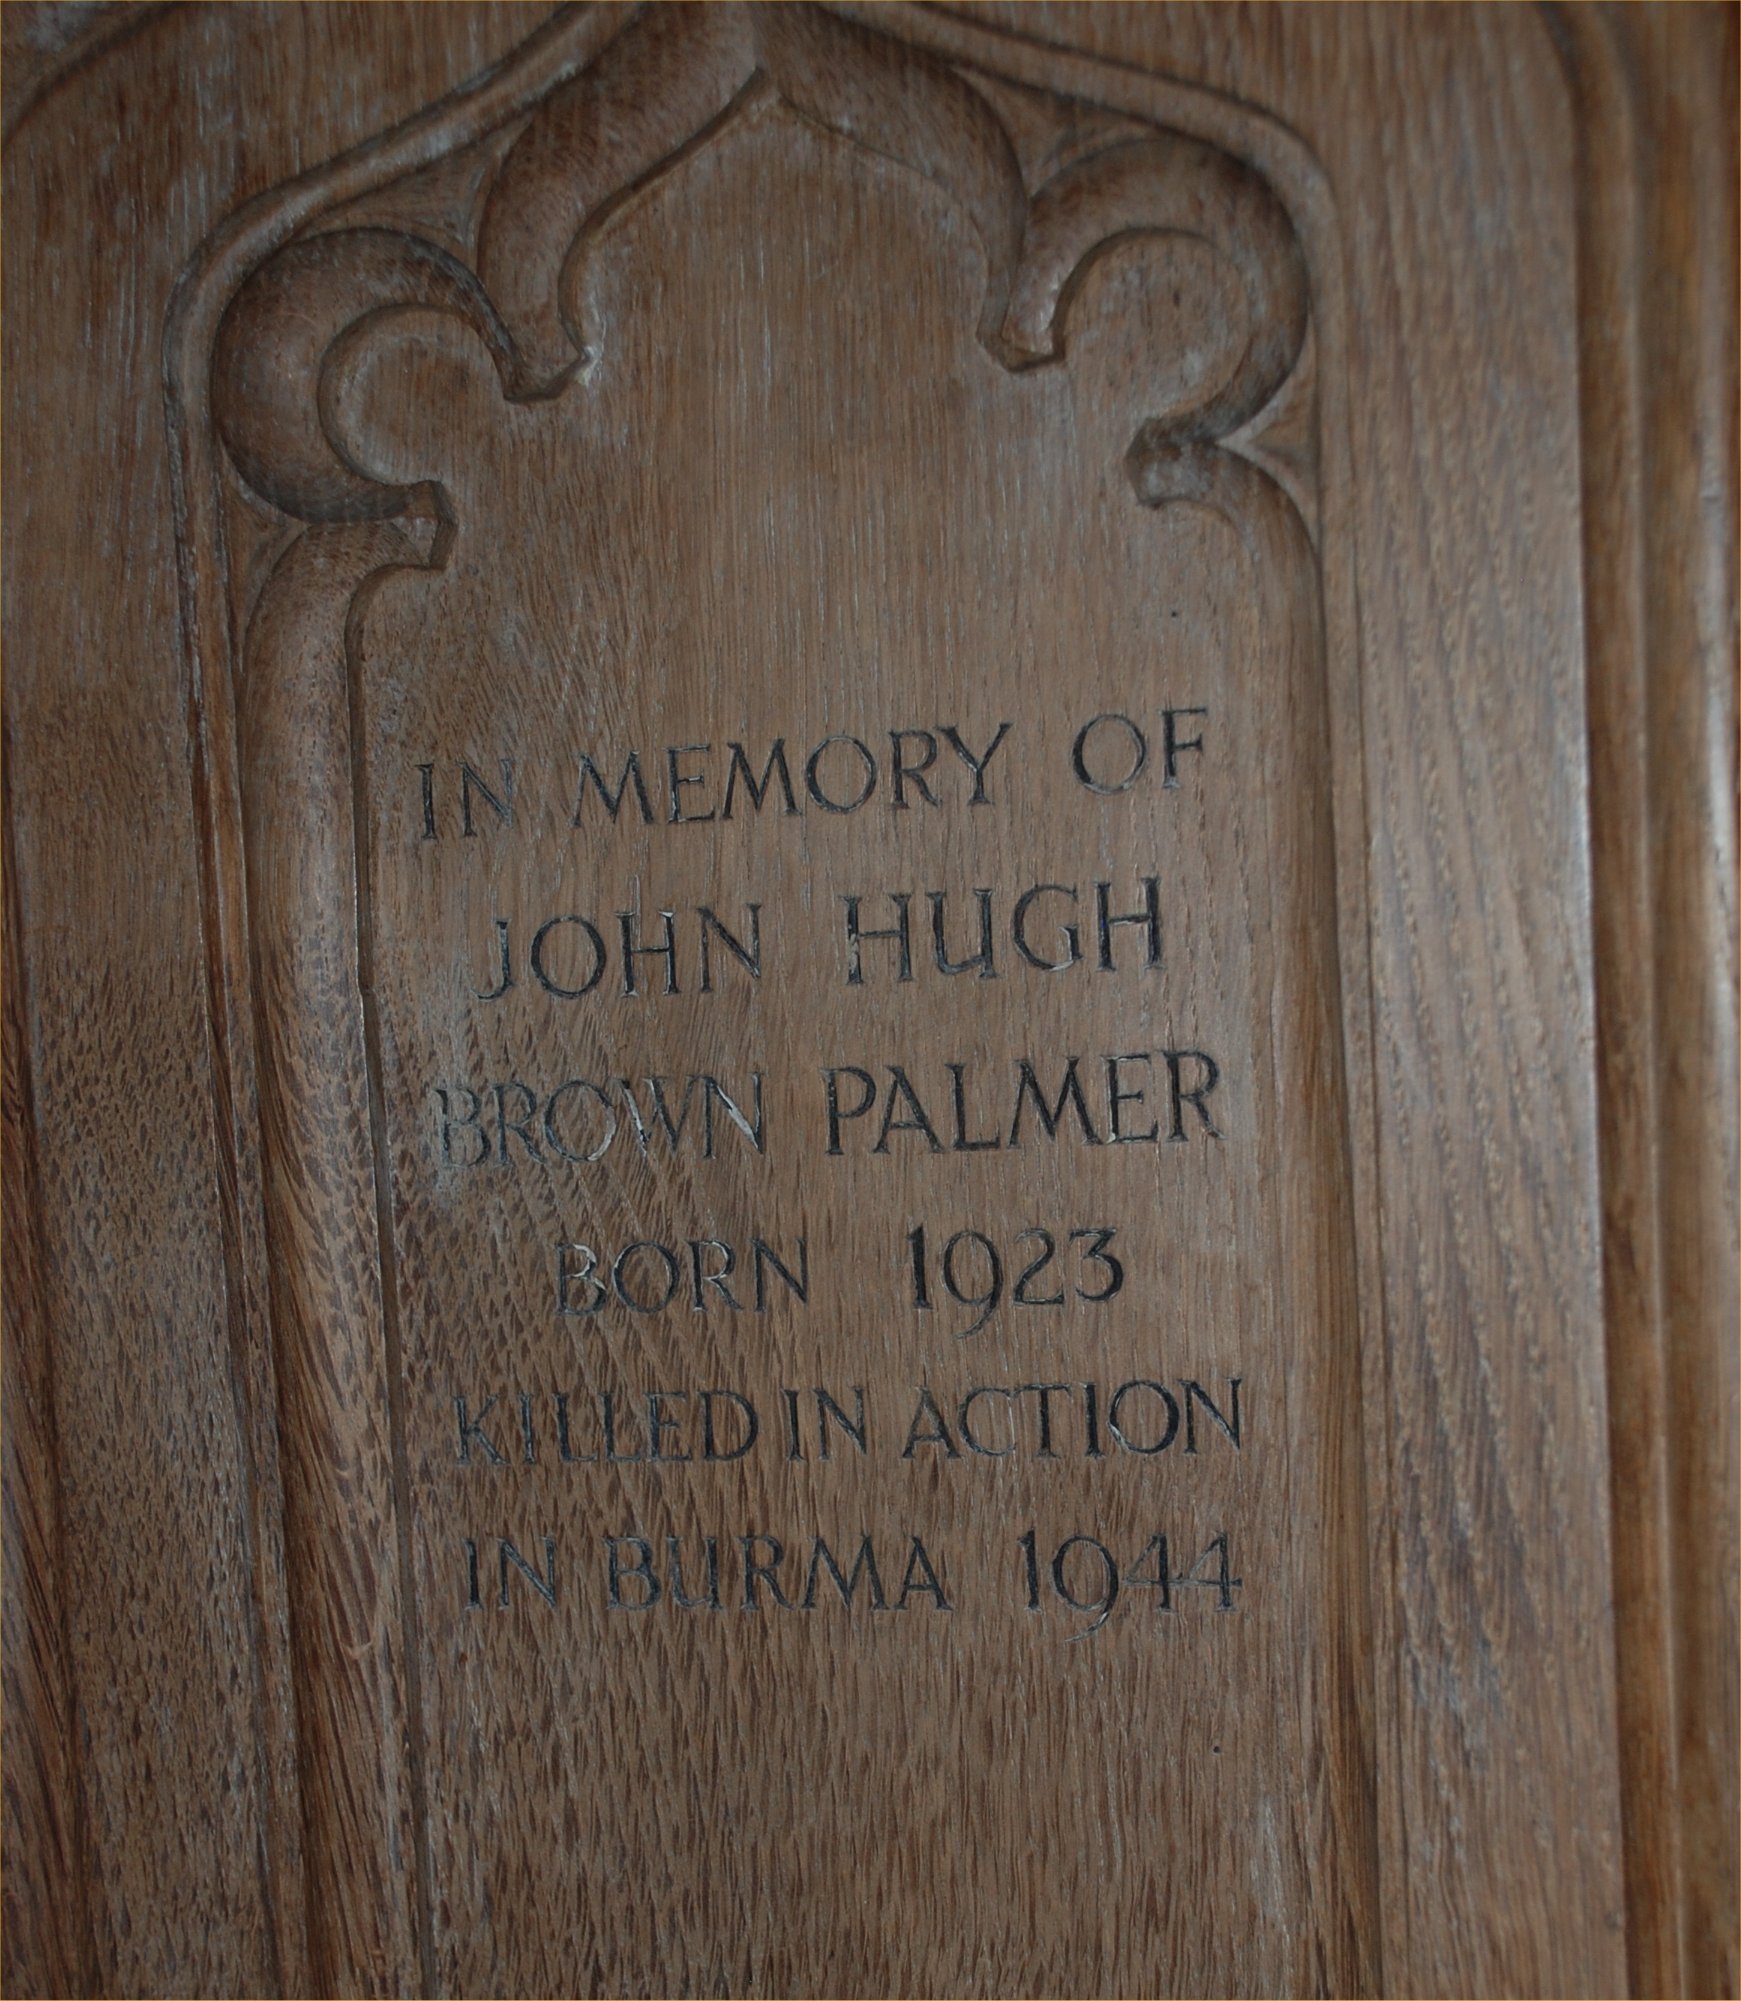 IN MEMORY OF
JOHN HUGH
BROWN PALMER
BORN 1923
KILLED IN ACTION
IN BURMA 1944